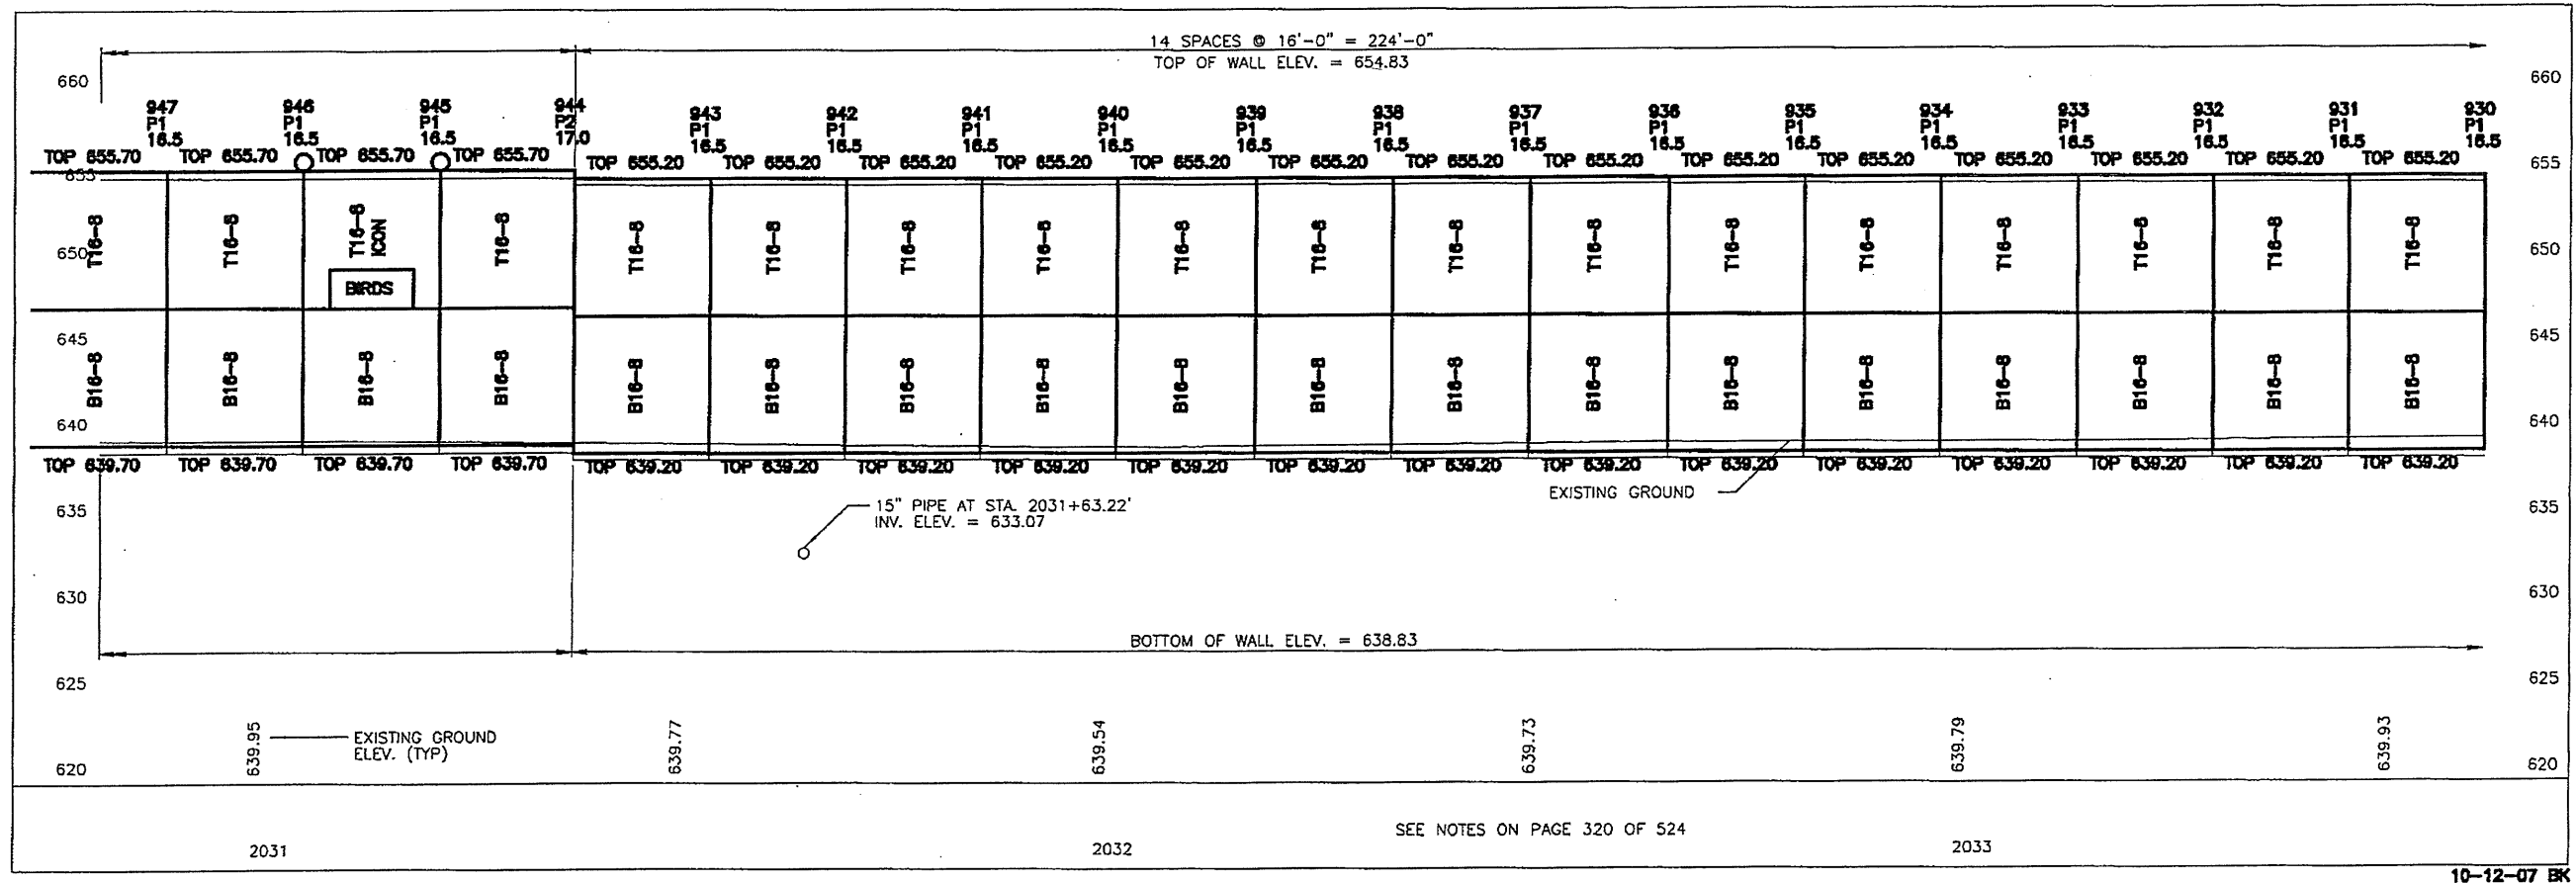 14 SPACES @ 16'-0" = 224'-0"
TOP OF WALL ELEV. = 654.83
660
660
947 946 945 944 943 942 941 940 939 938 937 936 935 934 933 932 931 930
P1 P1 P1 P2 P1 P1 P1 P1 P1 P1 P1 P1 P1 P1 P1 P1 P1 P1
16.5 16.5 16.5 17.0 16.5 16.5 16.5 16.5 16.5 16.5 16.5 16.5 16.5 16.5 16.5 16.5 16.5 16.5
TOP 655.70 TOP 655.70 TOP 655.70 TOP 655.70 TOP 655.20 TOP 655.20 TOP 655.20 TOP 655.20 TOP 655.20 TOP 655.20 TOP 655.20 TOP 655.20 TOP 655.20 TOP 655.20 TOP 655.20 TOP 655.20 TOP 655.20 TOP 655.20
655
655
T16-8 T16-8 T16-8 T16-8 T16-8 T16-8 T16-8 T16-8 T16-8 T16-8 T16-8 T16-8 T16-8 T16-8 T16-8 T16-8 T16-8 T16-8
ICON
650
650
BIRDS
645
645
B16-8 B16-8 B16-8 B16-8 B16-8 B16-8 B16-8 B16-8 B16-8 B16-8 B16-8 B16-8 B16-8 B16-8 B16-8 B16-8 B16-8 B16-8
640
640
TOP 639.70 TOP 639.70 TOP 639.70 TOP 639.70 TOP 639.20 TOP 639.20 TOP 639.20 TOP 639.20 TOP 639.20 TOP 639.20 TOP 639.20 TOP 639.20 TOP 639.20 TOP 639.20 TOP 639.20 TOP 639.20 TOP 639.20 TOP 639.20
EXISTING GROUND
635
635
15" PIPE AT STA. 2031+63.22'
INV. ELEV. = 633.07
630
630
BOTTOM OF WALL ELEV. = 638.83
625
625
639.95 639.77 639.54 639.73 639.79 639.93
EXISTING GROUND
ELEV. (TYP)
620
620
SEE NOTES ON PAGE 320 OF 524
2031 2032 2033
10-12-07 BK